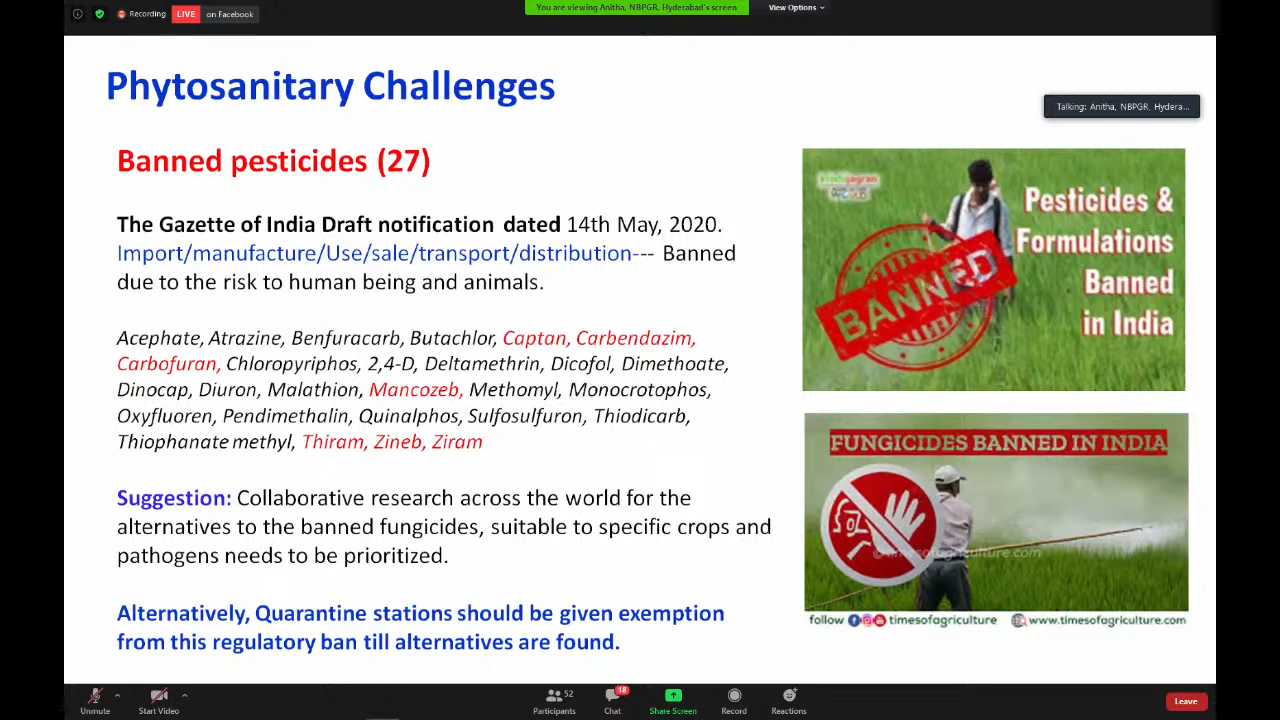 Recording
LIVE
on Facebook
You are viewing Anitha, NBPGR, Hyderabad's screen
View Options
Phytosanitary Challenges
Talking: Anitha, NBPGR, Hydera...
Banned pesticides (27)
The Gazette of India Draft notification dated 14th May, 2020.
Import/manufacture/Use/sale/transport/distribution--- Banned
due to the risk to human being and animals.
Acephate, Atrazine, Benfuracarb, Butachlor, Captan, Carbendazim,
Carbofuran, Chloropyriphos, 2,4-D, Deltamethrin, Dicofol, Dimethoate,
Dinocap, Diuron, Malathion, Mancozeb, Methomyl, Monocrotophos,
Oxyfluoren, Pendimethalin, Quinalphos, Sulfosulfuron, Thiodicarb,
Thiophanate methyl, Thiram, Zineb, Ziram
Suggestion: Collaborative research across the world for the
alternatives to the banned fungicides, suitable to specific crops and
pathogens needs to be prioritized.
Alternatively, Quarantine stations should be given exemption
from this regulatory ban till alternatives are found.
Pesticides &
Formulations
Banned
in India
BANNED
FUNGICIDES BANNED IN INDIA
©timesofagriculture.com
follow timesofagriculture www.timesofagriculture.com
Unmute
Start Video
52
Participants
18
Chat
Share Screen
Record
Reactions
Leave